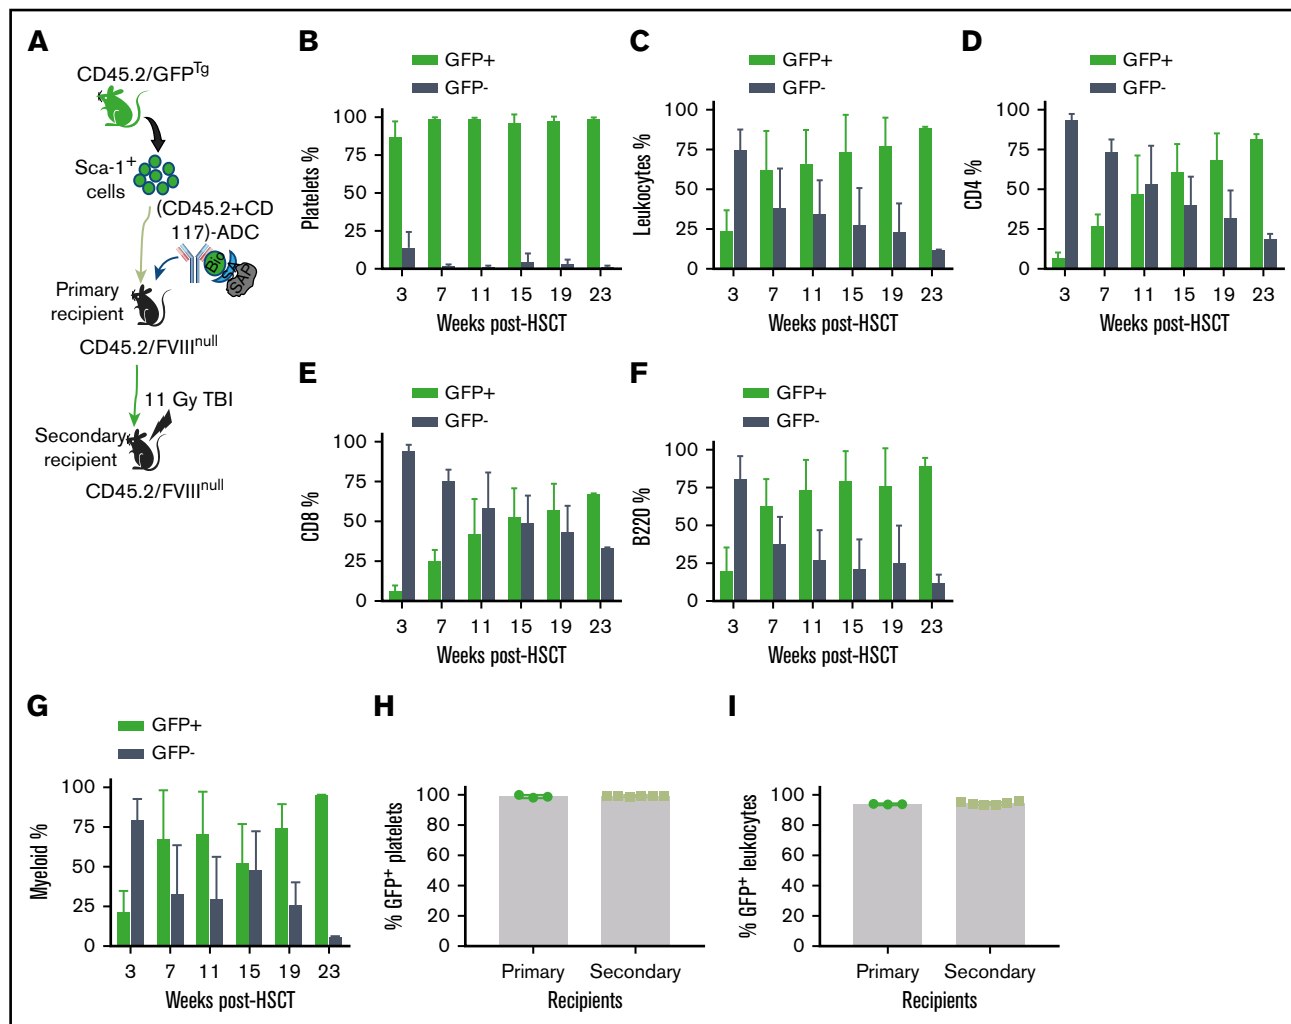 A
CD45.2/GFPTg
Sca-1+
cells
(CD45.2+CD
117)-ADC
Bio
SA
SAP
Primary
recipient
CD45.2/FVIIInull
11 Gy TBI
Secondary
recipient
CD45.2/FVIIInull
B
GFP+
GFP-
Platelets %
100
75
50
25
0
3 7 11 15 19 23
Weeks post-HSCT
C
GFP+
GFP-
Leukocytes %
100
75
50
25
0
3 7 11 15 19 23
Weeks post-HSCT
D
GFP+
GFP-
CD4 %
100
75
50
25
0
3 7 11 15 19 23
Weeks post-HSCT
E
GFP+
GFP-
CD8 %
100
75
50
25
0
3 7 11 15 19 23
Weeks post-HSCT
F
GFP+
GFP-
B220 %
100
75
50
25
0
3 7 11 15 19 23
Weeks post-HSCT
G
GFP+
GFP-
Myeloid %
100
75
50
25
0
3 7 11 15 19 23
Weeks post-HSCT
H
% GFP+ platelets
100
80
60
40
20
0
Primary Secondary
Recipients
I
% GFP+ leukocytes
100
80
60
40
20
0
Primary Secondary
Recipients